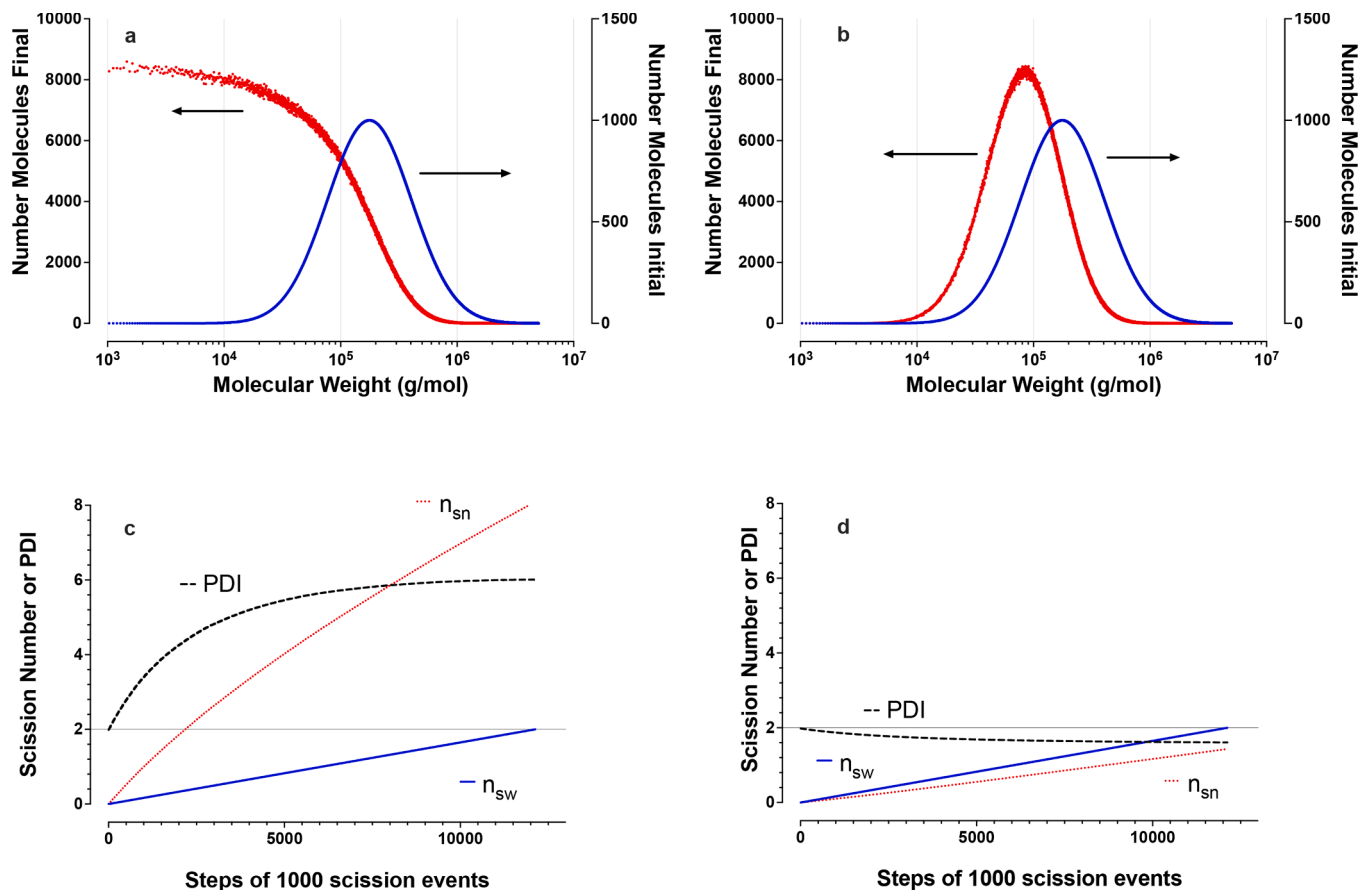 a
10000
8000
6000
4000
2000
0
Number Molecules Final
1500
1000
500
0
Number Molecules Initial
10³ 10⁴ 10⁵ 10⁶ 10⁷
Molecular Weight (g/mol)
b
10000
8000
6000
4000
2000
0
Number Molecules Final
1500
1000
500
0
Number Molecules Initial
10³ 10⁴ 10⁵ 10⁶ 10⁷
Molecular Weight (g/mol)
c
8
6
4
2
0
Scission Number or PDI
nsn
PDI
nsw
0 5000 10000
Steps of 1000 scission events
d
8
6
4
2
0
Scission Number or PDI
PDI
nsw
nsn
0 5000 10000
Steps of 1000 scission events